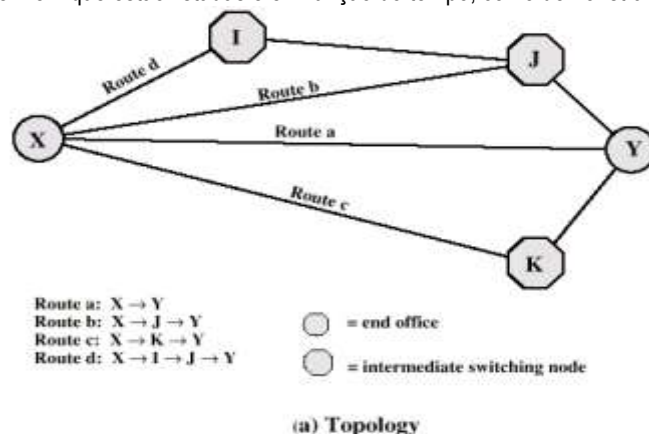 I
J
Route d
Route b
X
Route a
Y
Route c
K
Route a: X → Y
Route b: X → J → Y
Route c: X → K → Y
Route d: X → I → J → Y
= end office
= intermediate switching node
(a) Topology